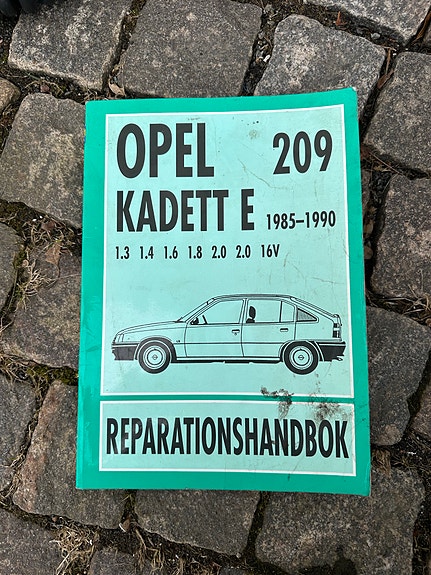 OPEL 209
KADETT E 1985–1990
1.3 1.4 1.6 1.8 2.0 2.0 16V
REPARATIONSHANDBOK